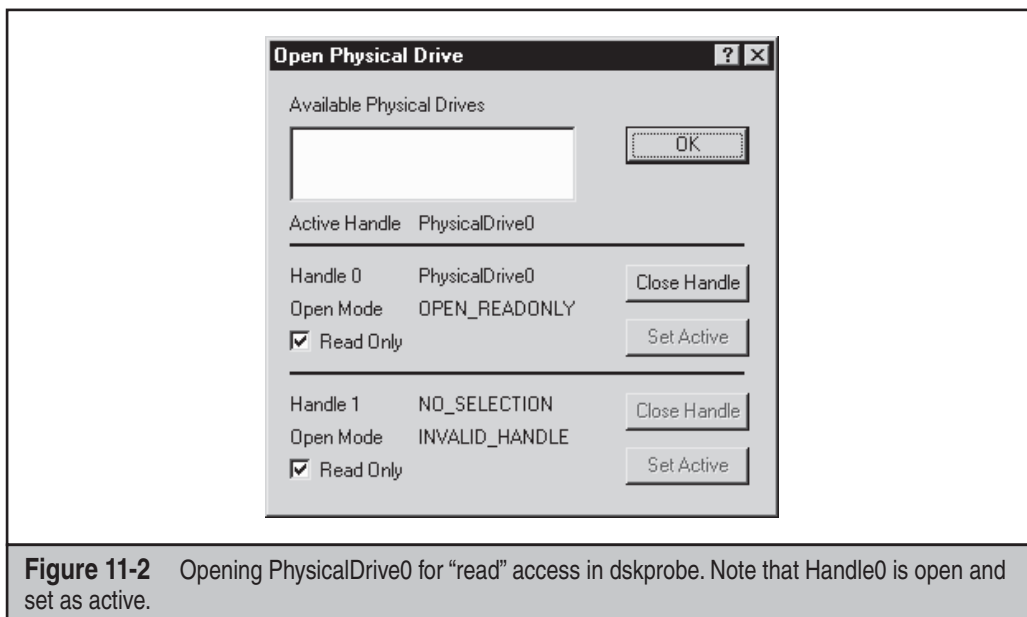 Open Physical Drive
Available Physical Drives
OK
Active Handle PhysicalDrive0
Handle 0 PhysicalDrive0 Close Handle
Open Mode OPEN_READONLY
Read Only Set Active
Handle 1 NO_SELECTION Close Handle
Open Mode INVALID_HANDLE
Read Only Set Active
Figure 11-2 Opening PhysicalDrive0 for “read” access in dskprobe. Note that Handle0 is open and
set as active.